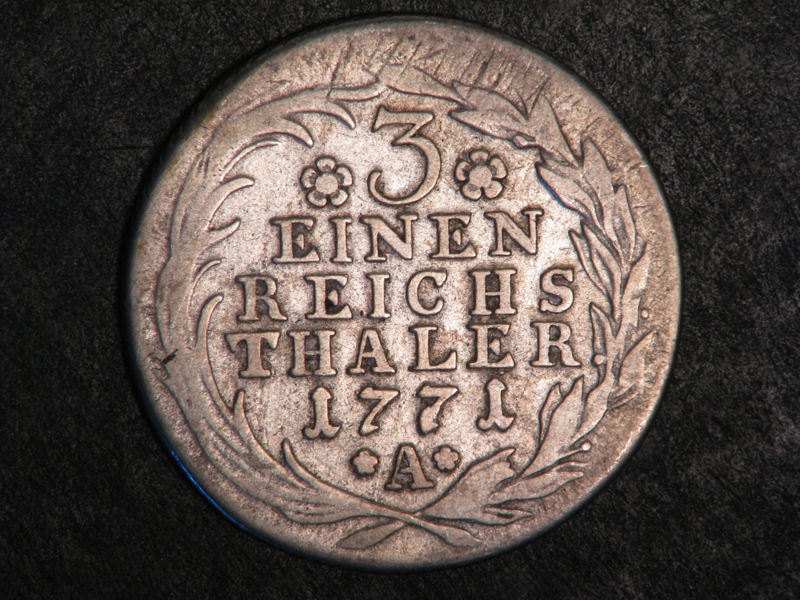 3
EINEN
REICHS
THALER.
1771
A